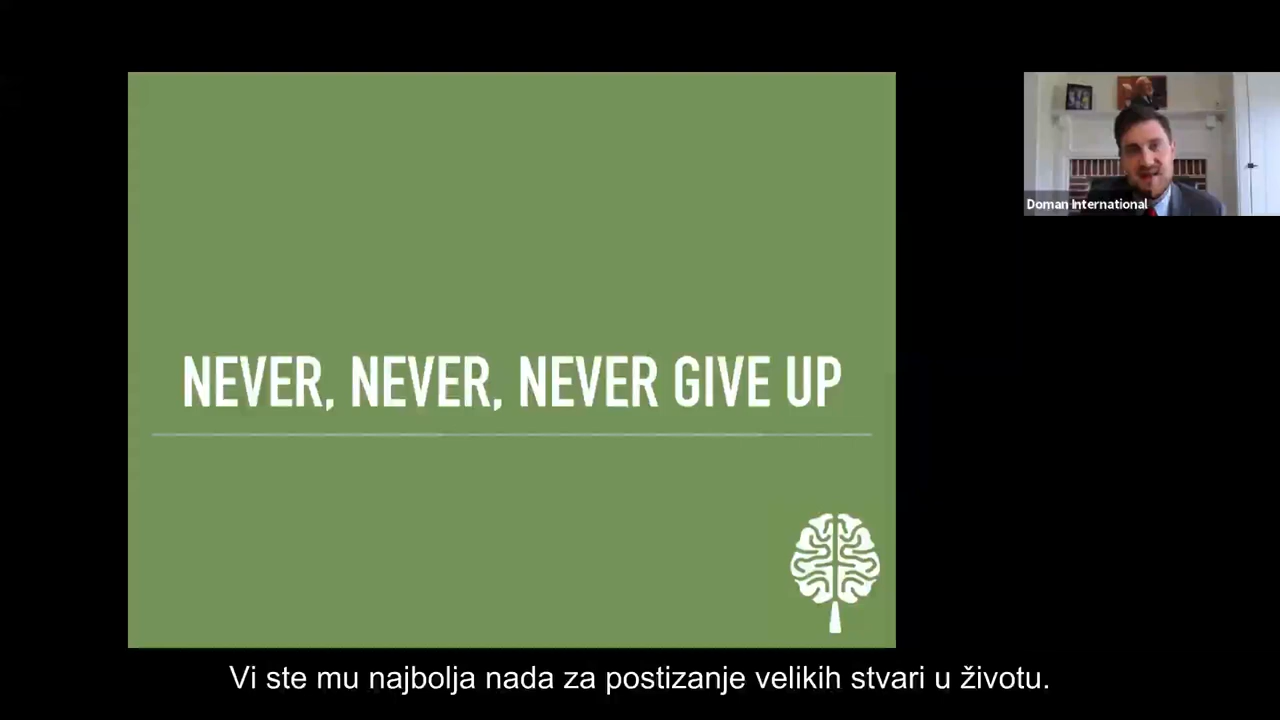 NEVER, NEVER, NEVER GIVE UP
Doman International
Vi ste mu najbolja nada za postizanje velikih stvari u životu.